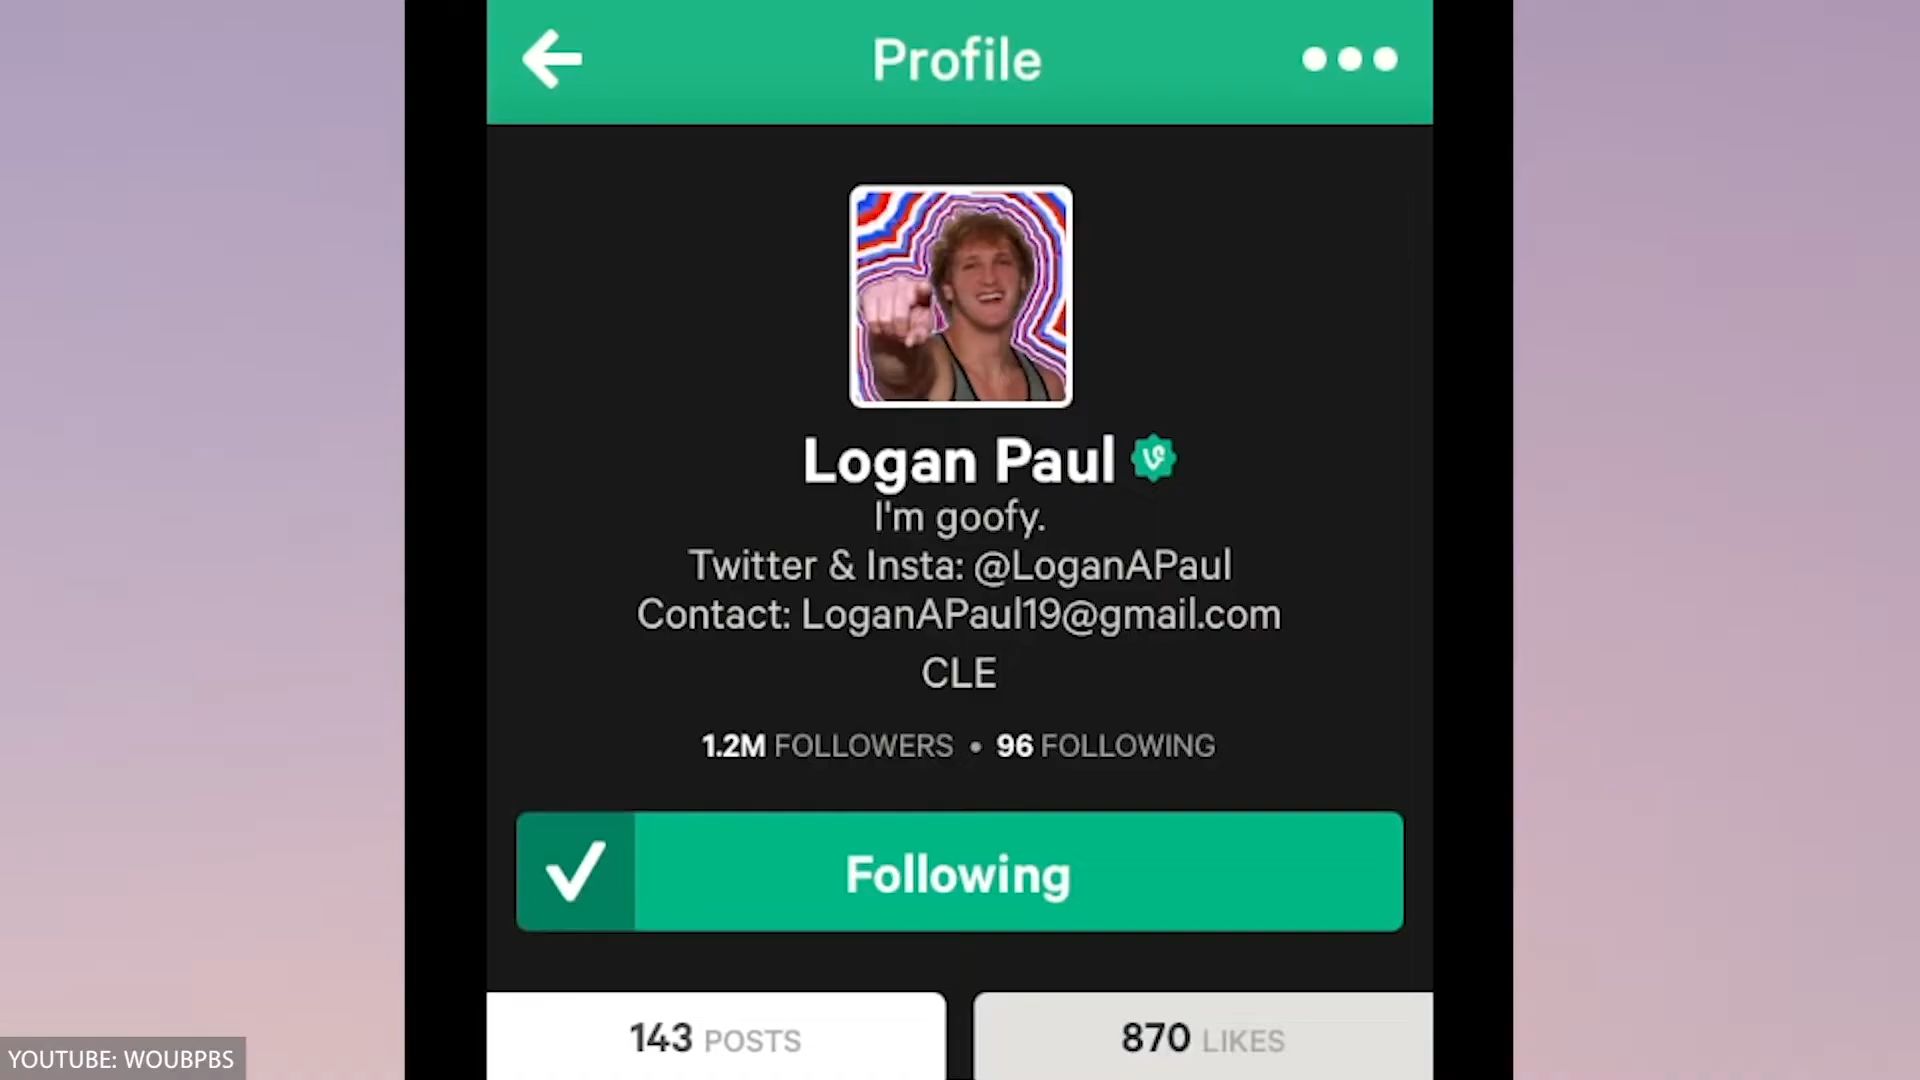 Profile
Logan Paul
I'm goofy.
Twitter & Insta: @LoganAPaul
Contact: LoganAPaul19@gmail.com
CLE
1.2M FOLLOWERS • 96 FOLLOWING
Following
143 POSTS
870 LIKES
YOUTUBE: WOUBPBS